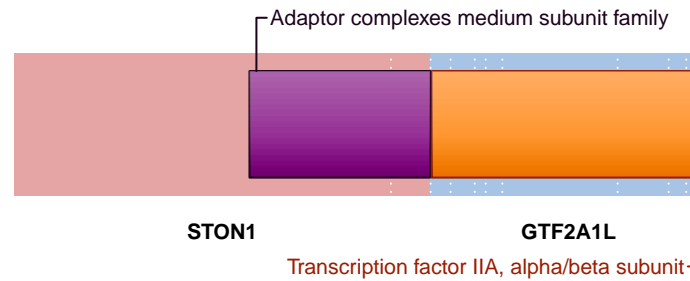 Adaptor complexes medium subunit family
STON1
GTF2A1L
Transcription factor IIA, alpha/beta subunit